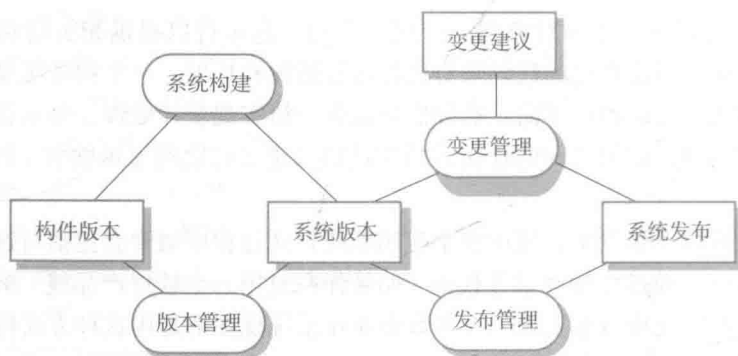 变更建议
系统构建
变更管理
构件版本
系统版本
系统发布
版本管理
发布管理